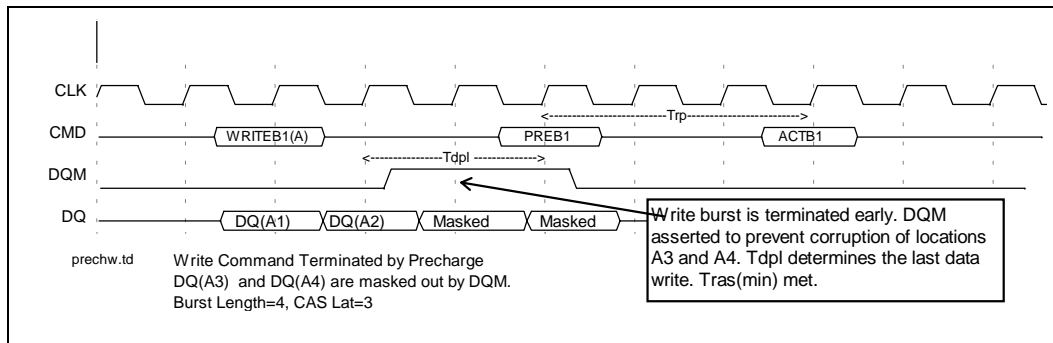 CLK
Trp
CMD WRITEB1(A) PREB1 ACTB1
Tdpl
DQM
DQ DQ(A1) DQ(A2) Masked Masked
Write burst is terminated early. DQM
asserted to prevent corruption of locations
A3 and A4. Tdpl determines the last data
write. Tras(min) met.
prechw.td
Write Command Terminated by Precharge
DQ(A3) and DQ(A4) are masked out by DQM.
Burst Length=4, CAS Lat=3